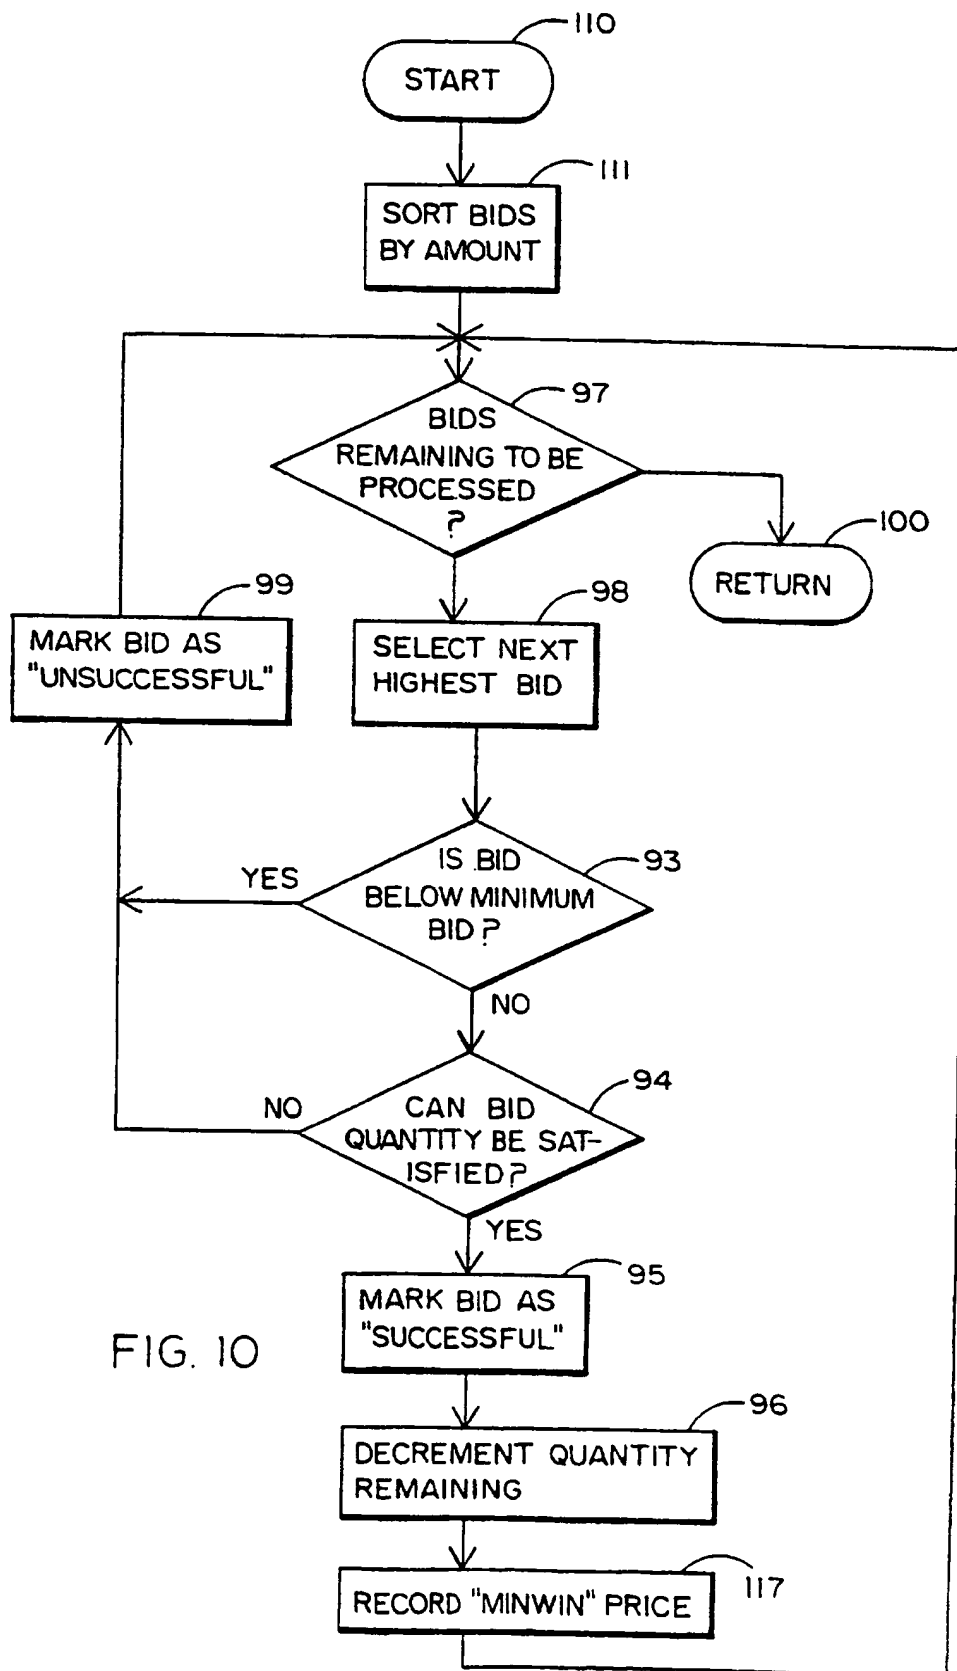 110
START
111
SORT BIDS
BY AMOUNT
97
BIDS
REMAINING TO BE
PROCESSED
?
100
RETURN
99
MARK BID AS
"UNSUCCESSFUL"
98
SELECT NEXT
HIGHEST BID
93
IS BID
BELOW MINIMUM
BID?
YES
NO
94
CAN BID
QUANTITY BE SAT-
ISFIED?
NO
YES
95
MARK BID AS
"SUCCESSFUL"
FIG. 10
96
DECREMENT QUANTITY
REMAINING
117
RECORD "MINWIN" PRICE